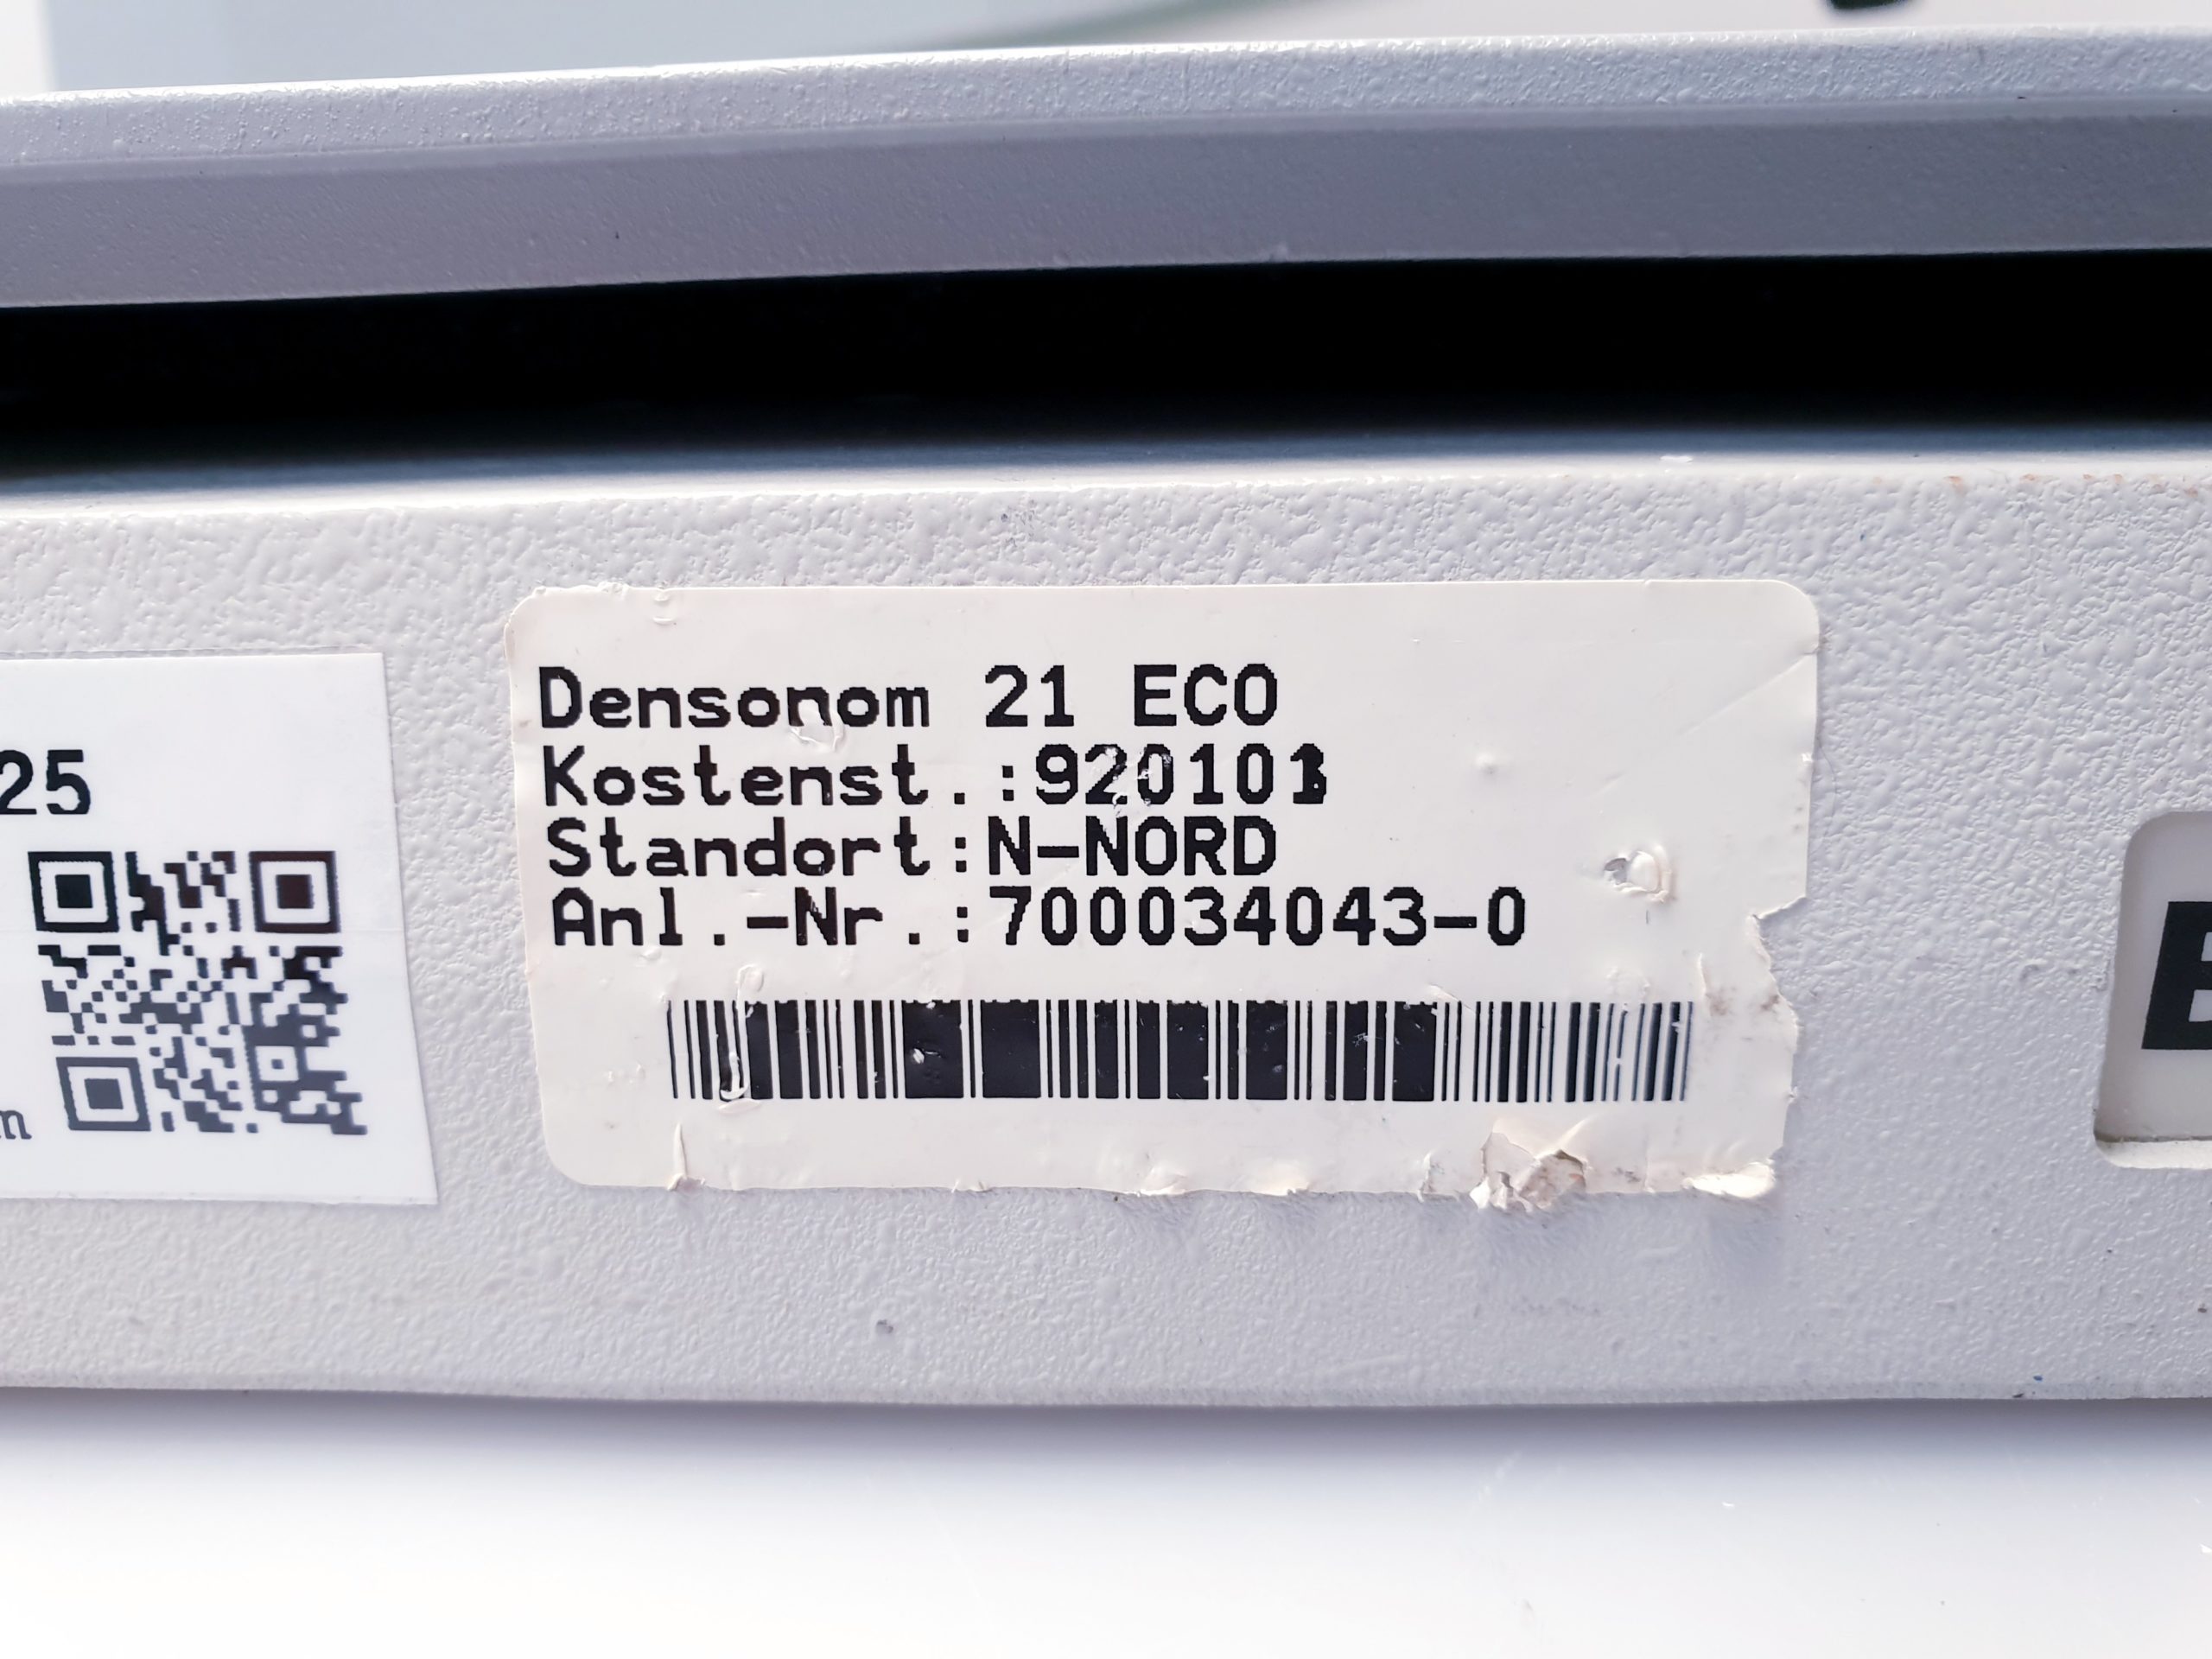 25
m
Densonom 21 ECO
Kostenst.:92010
Standort:N-NORD
Anl.-Nr.:700034043-0